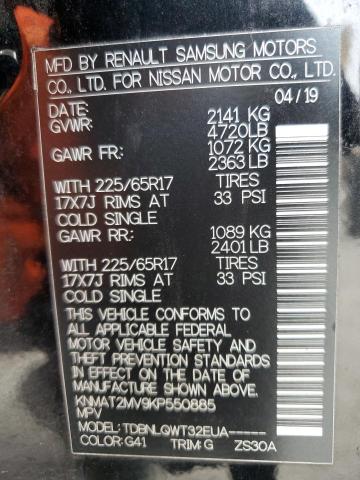 MFD BY RENAULT SAMSUNG MOTORS
CO., LTD. FOR NISSAN MOTOR CO., LTD.
DATE: 04/19
GVWR: 2141 KG
4720LB
GAWR FR: 1072 KG
2363 LB
WITH 225/65R17 TIRES
17X7J RIMS AT 33 PSI
COLD SINGLE
GAWR RR: 1089 KG
2401 LB
WITH 225/65R17 TIRES
17X7J RIMS AT 33 PSI
COLD SINGLE
THIS VEHICLE CONFORMS TO
ALL APPLICABLE FEDERAL
MOTOR VEHICLE SAFETY AND
THEFT PREVENTION STANDARDS
IN EFFECT ON THE DATE OF
MANUFACTURE SHOWN ABOVE.
KNMAT2MV9KP550885
MPV
MODEL: TDBNLQWT32EUA-----
COLOR: G41 TRIM: G ZS30A